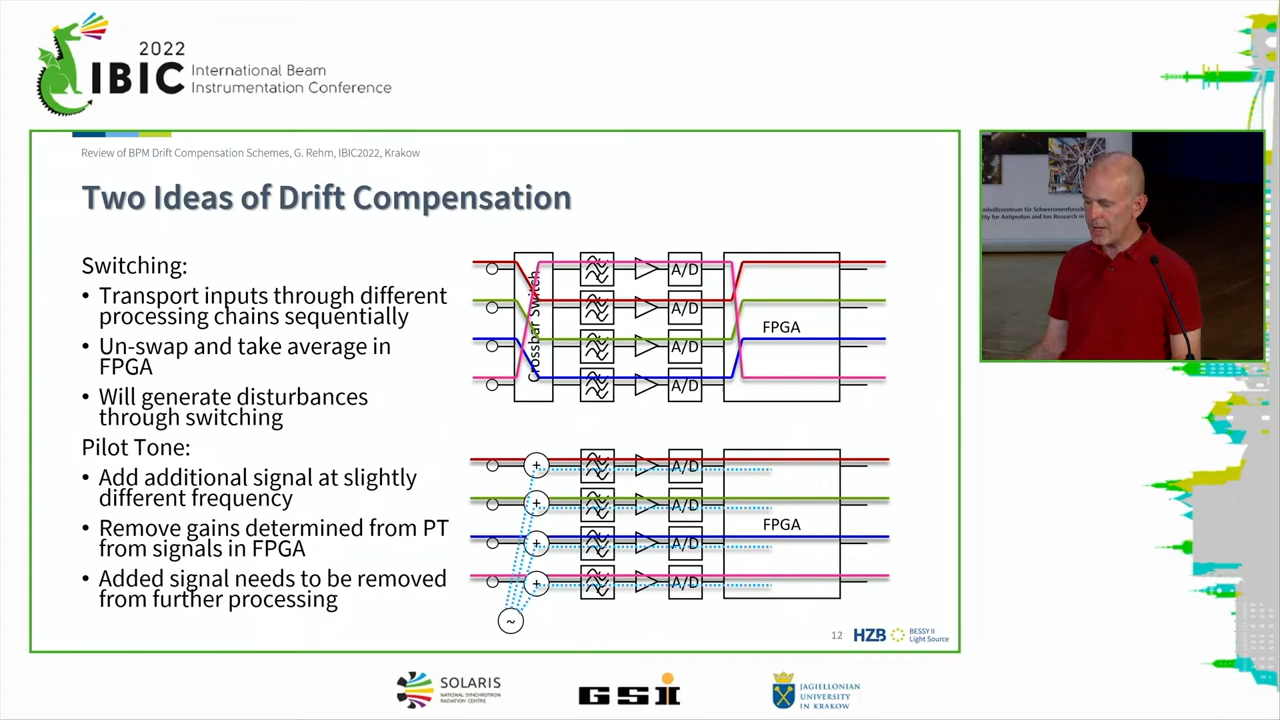 2022
IBIC
International Beam
Instrumentation Conference
Review of BPM Drift Compensation Schemes, G. Rehm, IBIC2022, Krakow
Two Ideas of Drift Compensation
Switching:
• Transport inputs through different
processing chains sequentially
• Un-swap and take average in
FPGA
• Will generate disturbances
through switching
Pilot Tone:
• Add additional signal at slightly
different frequency
• Remove gains determined from PT
from signals in FPGA
• Added signal needs to be removed
from further processing
Crossbar Switch
A/D
A/D
A/D
A/D
FPGA
+
+
+
+
~
A/D
A/D
A/D
A/D
FPGA
12
HZB
BESSY II
Light Source
SOLARIS
NATIONAL SYNCHROTRON
RADIATION CENTRE
GSI
JAGIELLONIAN
UNIVERSITY
IN KRAKOW